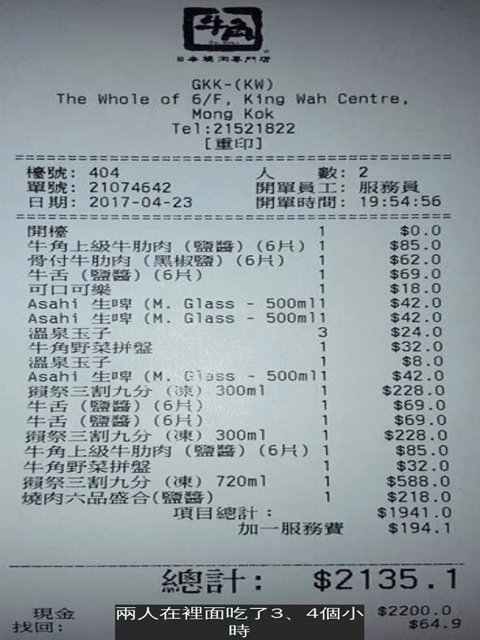 牛角
日本燒肉專門店
GKK-(KW)
The Whole of 6/F, King Wah Centre,
Mong Kok
Tel:21521822
[重印]
檯號: 404 人 數: 2
單號: 21074642 開單員工: 服務員
日期: 2017-04-23 開單時間: 19:54:56
開檯 1 $0.0
牛角上級牛肋肉 (鹽醬) (6片) 1 $85.0
骨付牛肋肉 (黑椒鹽) (6片) 1 $62.0
牛舌 (鹽醬) (6片) 1 $69.0
可口可樂 1 $18.0
Asahi 生啤 (M. Glass - 500ml1 $42.0
Asahi 生啤 (M. Glass - 500ml1 $42.0
溫泉玉子 3 $24.0
牛角野菜拼盤 1 $32.0
溫泉玉子 1 $8.0
Asahi 生啤 (M. Glass - 500ml1 $42.0
獺祭三割九分 (凍) 300ml 1 $228.0
牛舌 (鹽醬) (6片) 1 $69.0
牛舌 (鹽醬) (6片) 1 $69.0
獺祭三割九分 (凍) 300ml 1 $228.0
牛角上級牛肋肉 (鹽醬) (6片) 1 $85.0
牛角野菜拼盤 1 $32.0
獺祭三割九分 (凍) 720ml 1 $588.0
燒肉六品盛合(鹽醬) 1 $218.0
項目總計: $1941.0
加一服務費 $194.1
總計: $2135.1
現金 $2200.0
找回: $64.9
兩人在裡面吃了3、4個小
時